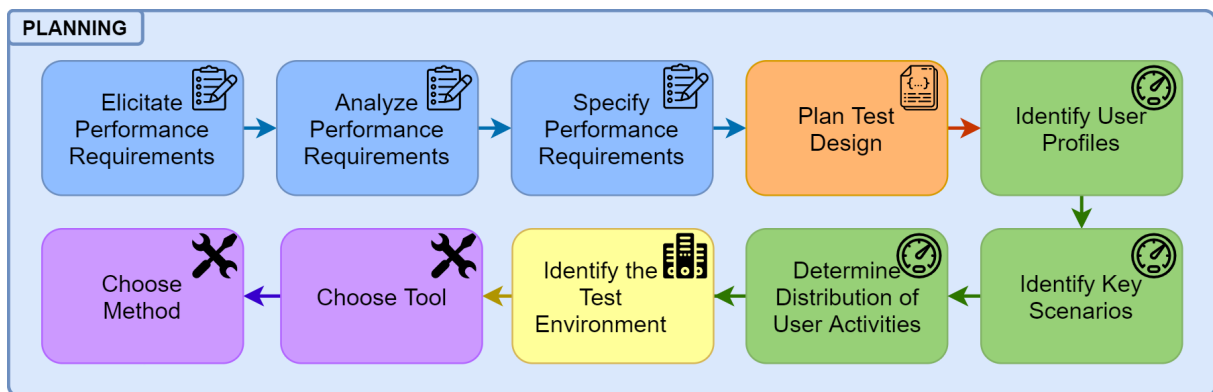 PLANNING
Elicitate
Performance
Requirements
Analyze
Performance
Requirements
Specify
Performance
Requirements
Plan Test
Design
{...}
Identify User
Profiles
Choose
Method
Choose Tool
Identify the
Test
Environment
Determine
Distribution of
User Activities
Identify Key
Scenarios